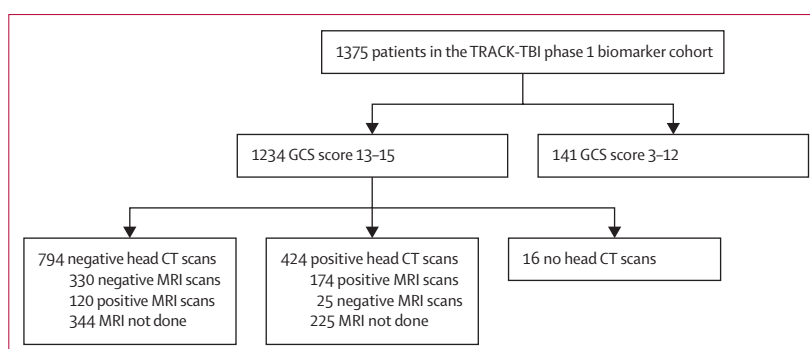 1375 patients in the TRACK-TBI phase 1 biomarker cohort
1234 GCS score 13–15
141 GCS score 3–12
794 negative head CT scans
330 negative MRI scans
120 positive MRI scans
344 MRI not done
424 positive head CT scans
174 positive MRI scans
25 negative MRI scans
225 MRI not done
16 no head CT scans